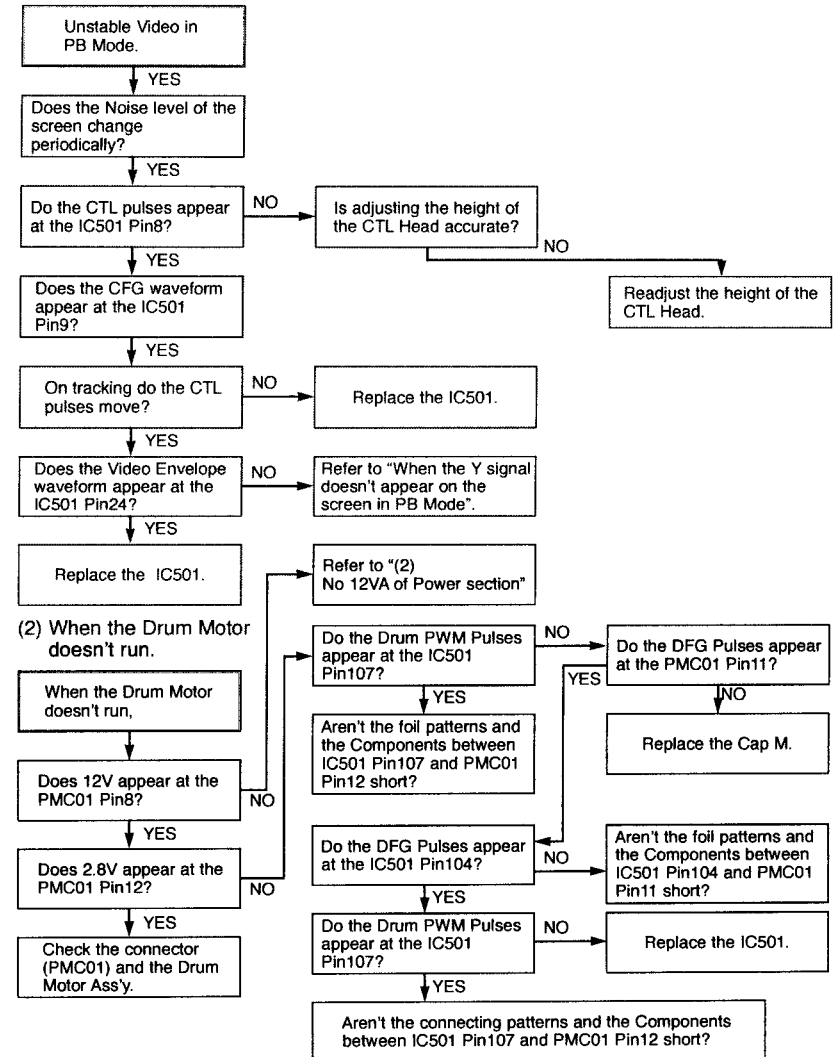 Unstable Video in
PB Mode.
YES
Does the Noise level of the
screen change
periodically?
YES
Do the CTL pulses appear
at the IC501 Pin8?
NO
Is adjusting the height of
the CTL Head accurate?
NO
Readjust the height of the
CTL Head.
YES
Does the CFG waveform
appear at the IC501
Pin9?
YES
On tracking do the CTL
pulses move?
NO
Replace the IC501.
YES
Does the Video Envelope
waveform appear at the
IC501 Pin24?
NO
Refer to “When the Y signal
doesn't appear on the
screen in PB Mode”.
YES
Replace the IC501.
Refer to “(2)
No 12VA of Power section”
(2) When the Drum Motor
doesn't run.
When the Drum Motor
doesn't run,
Does 12V appear at the
PMC01 Pin8?
NO
YES
Does 2.8V appear at the
PMC01 Pin12?
NO
YES
Check the connector
(PMC01) and the Drum
Motor Ass'y.
Do the Drum PWM Pulses
appear at the IC501
Pin107?
NO
Do the DFG Pulses appear
at the PMC01 Pin11?
YES
YES
NO
Aren't the foil patterns and
the Components between
IC501 Pin107 and PMC01
Pin12 short?
Replace the Cap M.
Do the DFG Pulses appear
at the IC501 Pin104?
NO
Aren't the foil patterns and
the Components between
IC501 Pin104 and PMC01
Pin11 short?
YES
Do the Drum PWM Pulses
appear at the IC501
Pin107?
NO
Replace the IC501.
YES
Aren't the connecting patterns and the Components
between IC501 Pin107 and PMC01 Pin12 short?